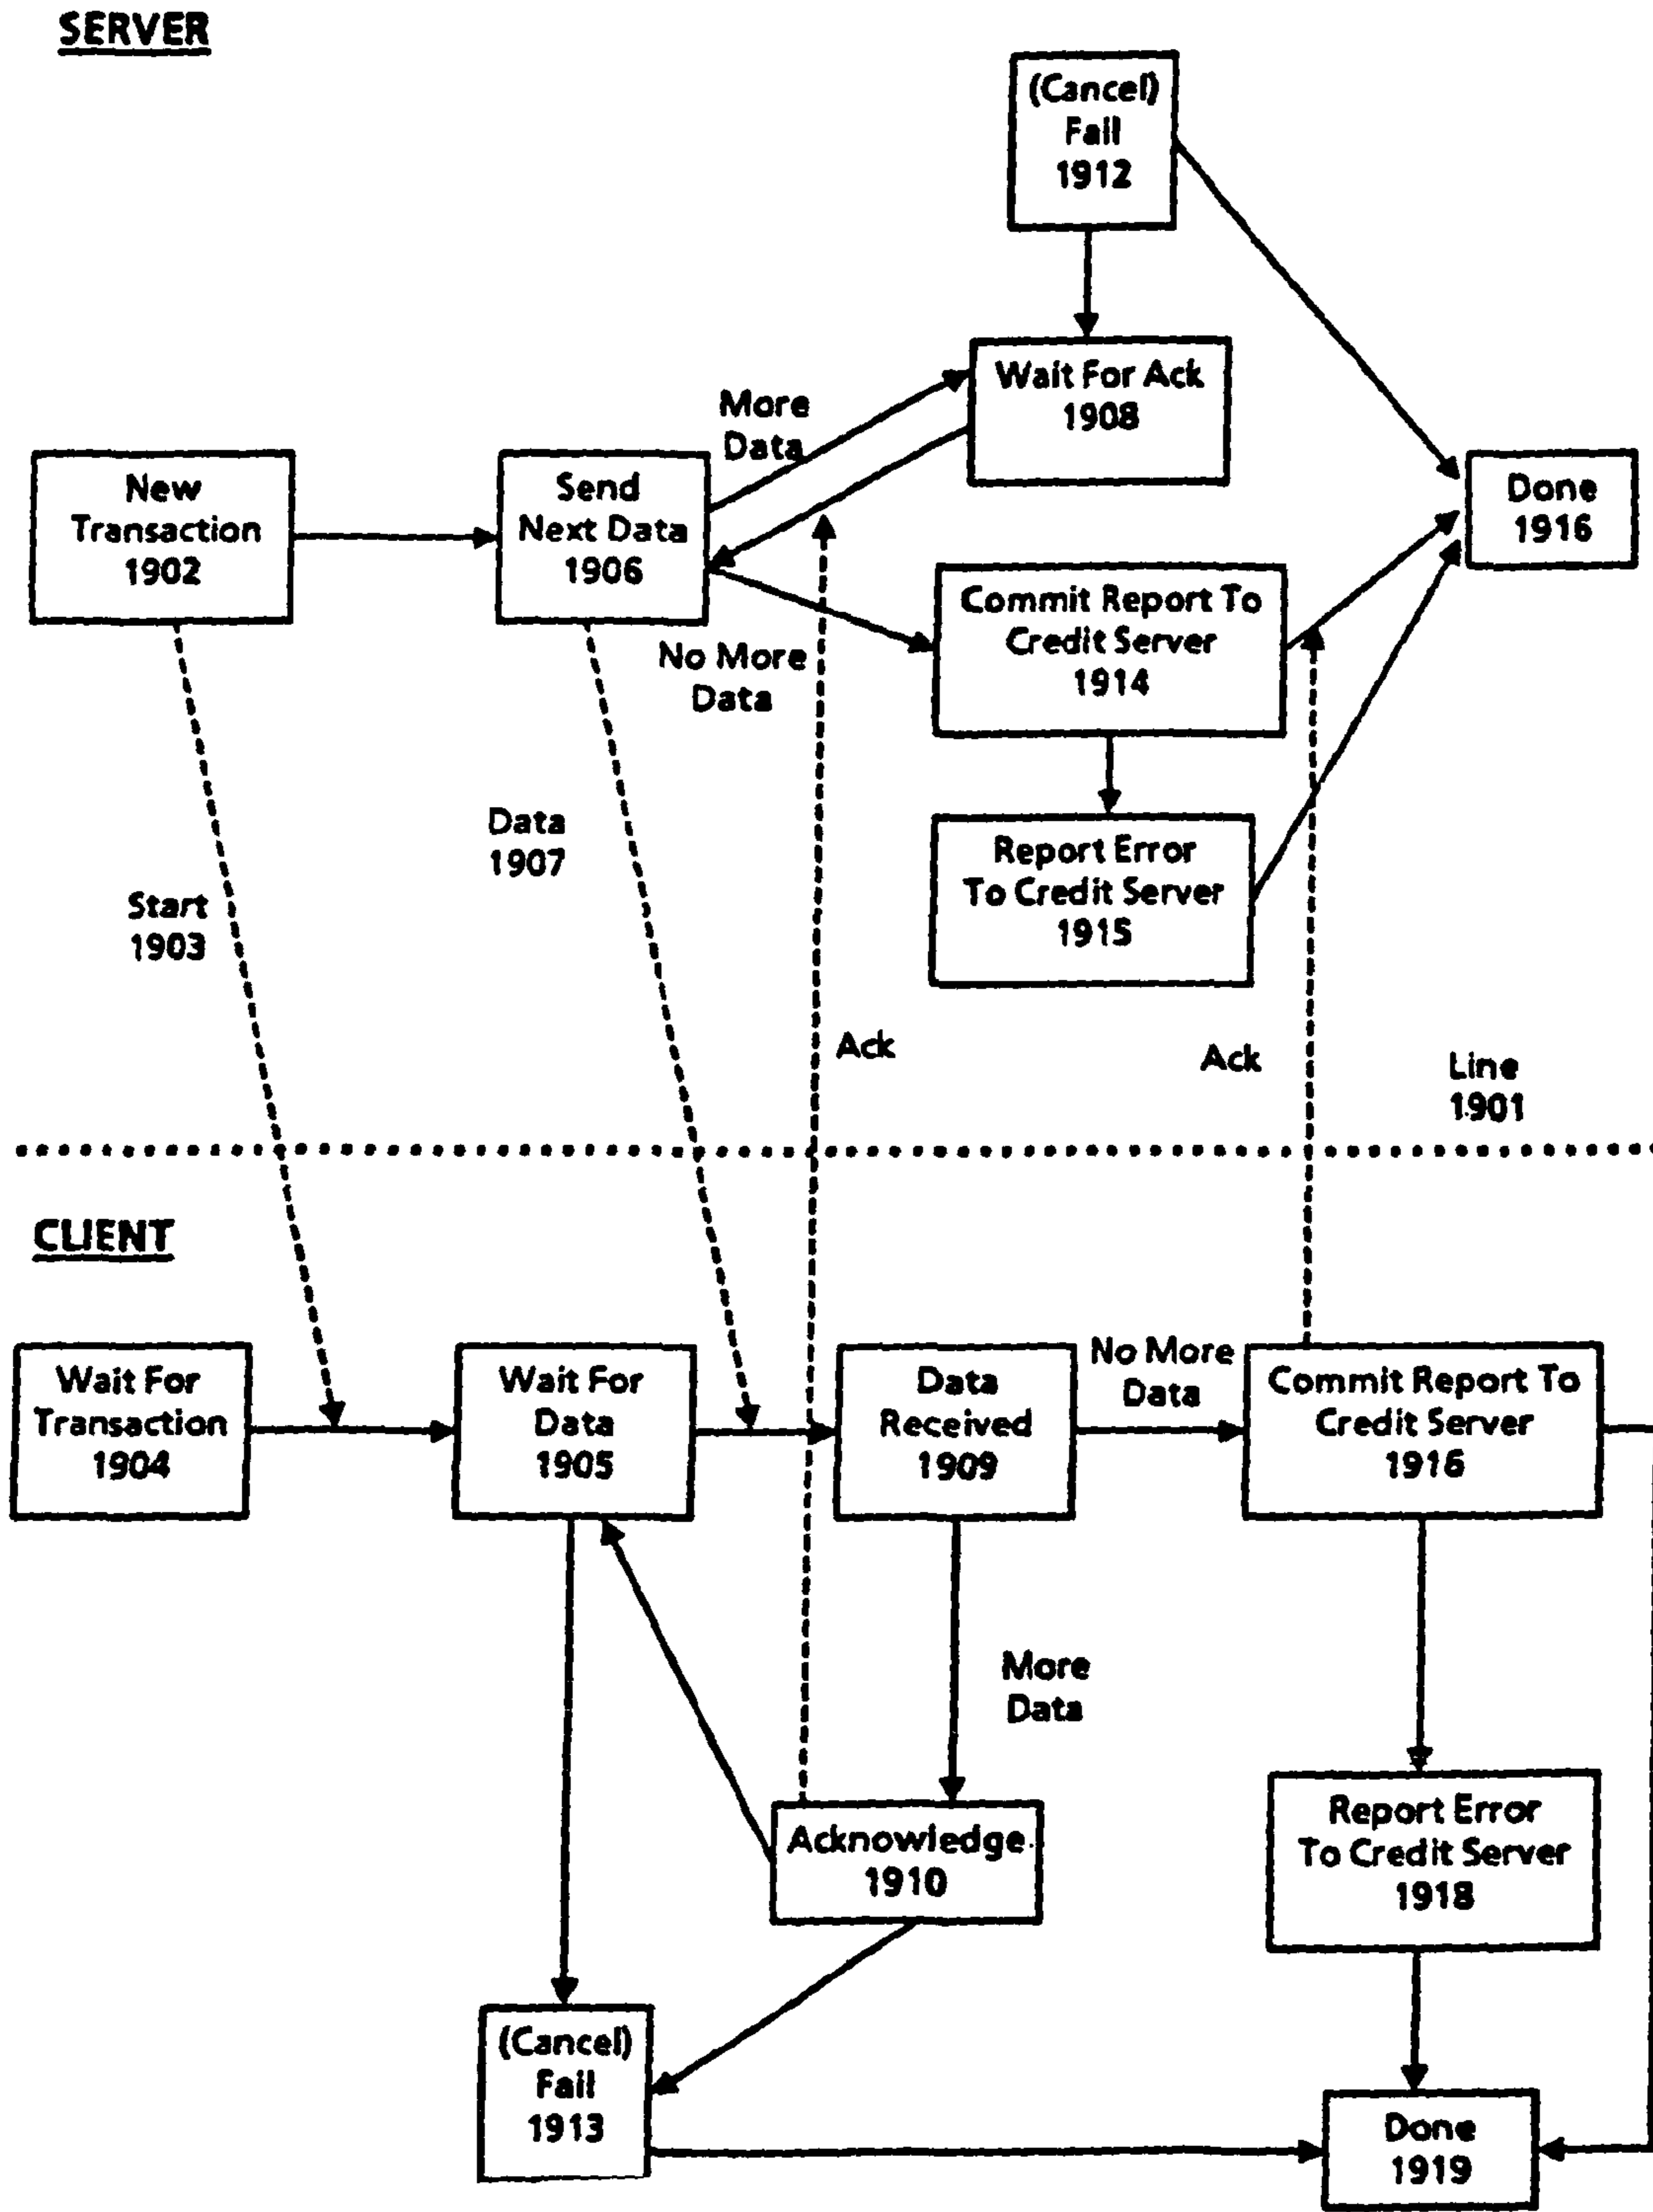 SERVER
(Cancel)
Fail
1912
Wait For Ack
1908
More
Data
New
Transaction
1902
Send
Next Data
1906
Done
1916
Commit Report To
Credit Server
1914
No More
Data
Report Error
To Credit Server
1915
Data
1907
Start
1903
Ack
Ack
Line
1901
CLIENT
Wait For
Transaction
1904
Wait For
Data
1905
Data
Received
1909
No More
Data
Commit Report To
Credit Server
1916
More
Data
Acknowledge
1910
Report Error
To Credit Server
1918
(Cancel)
Fail
1913
Done
1919